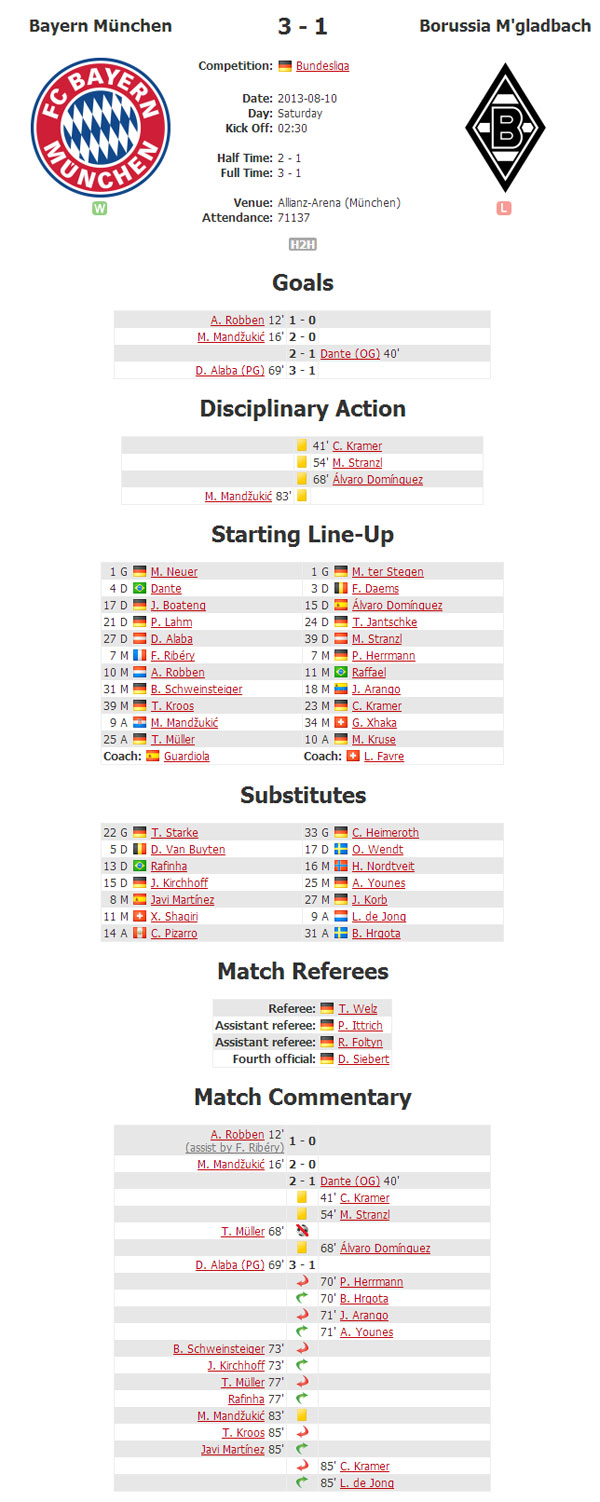 Bayern München 3 - 1 Borussia M'gladbach
Competition: Bundesliga
FC BAYERN
MÜNCHEN
B
Date: 2013-08-10
Day: Saturday
Kick Off: 02:30
Half Time: 2 - 1
Full Time: 3 - 1
Venue: Allianz-Arena (München)
Attendance: 71137
W
L
H2H
Goals
A. Robben 12' 1 - 0
M. Mandžukić 16' 2 - 0
2 - 1 Dante (OG) 40'
D. Alaba (PG) 69' 3 - 1
Disciplinary Action
41' C. Kramer
54' M. Stranzl
68' Álvaro Domínguez
M. Mandžukić 83'
Starting Line-Up
1 G M. Neuer 1 G M. ter Stegen
4 D Dante 3 D F. Daems
17 D J. Boateng 15 D Álvaro Domínguez
21 D P. Lahm 24 D T. Jantschke
27 D D. Alaba 39 D M. Stranzl
7 M F. Ribéry 7 M P. Herrmann
10 M A. Robben 11 M Raffael
31 M B. Schweinsteiger 18 M J. Arango
39 M T. Kroos 23 M C. Kramer
9 A M. Mandžukić 34 M G. Xhaka
25 A T. Müller 10 A M. Kruse
Coach: Guardiola Coach: L. Favre
Substitutes
22 G T. Starke 33 G C. Heimeroth
5 D D. Van Buyten 17 D O. Wendt
13 D Rafinha 16 M H. Nordtveit
15 D J. Kirchhoff 25 M A. Younes
8 M Javi Martínez 27 M J. Korb
11 M X. Shaqiri 9 A L. de Jong
14 A C. Pizarro 31 A B. Hrgota
Match Referees
Referee: T. Welz
Assistant referee: P. Ittrich
Assistant referee: R. Foltyn
Fourth official: D. Siebert
Match Commentary
A. Robben 12' 1 - 0
(assist by F. Ribéry)
M. Mandžukić 16' 2 - 0
2 - 1 Dante (OG) 40'
41' C. Kramer
54' M. Stranzl
T. Müller 68'
68' Álvaro Domínguez
D. Alaba (PG) 69' 3 - 1
70' P. Herrmann
70' B. Hrgota
71' J. Arango
71' A. Younes
B. Schweinsteiger 73'
J. Kirchhoff 73'
T. Müller 77'
Rafinha 77'
M. Mandžukić 83'
T. Kroos 85'
Javi Martínez 85'
85' C. Kramer
85' L. de Jong